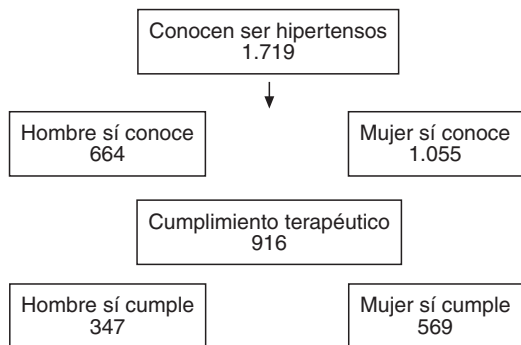 Conocen ser hipertensos
1.719
Hombre sí conoce
664
Mujer sí conoce
1.055
Cumplimiento terapéutico
916
Hombre sí cumple
347
Mujer sí cumple
569